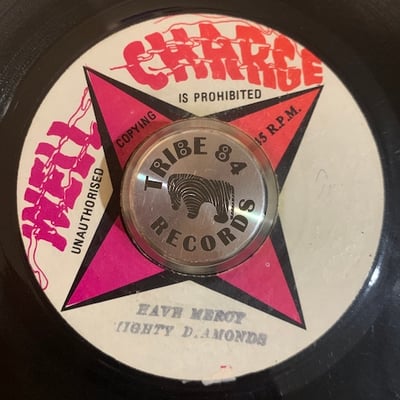 WELL CHARGE
UNAUTHORISED COPYING IS PROHIBITED
45 R.P.M.
TRIBE 84
RECORDS
HAVE MERCY
MIGHTY DIAMONDS